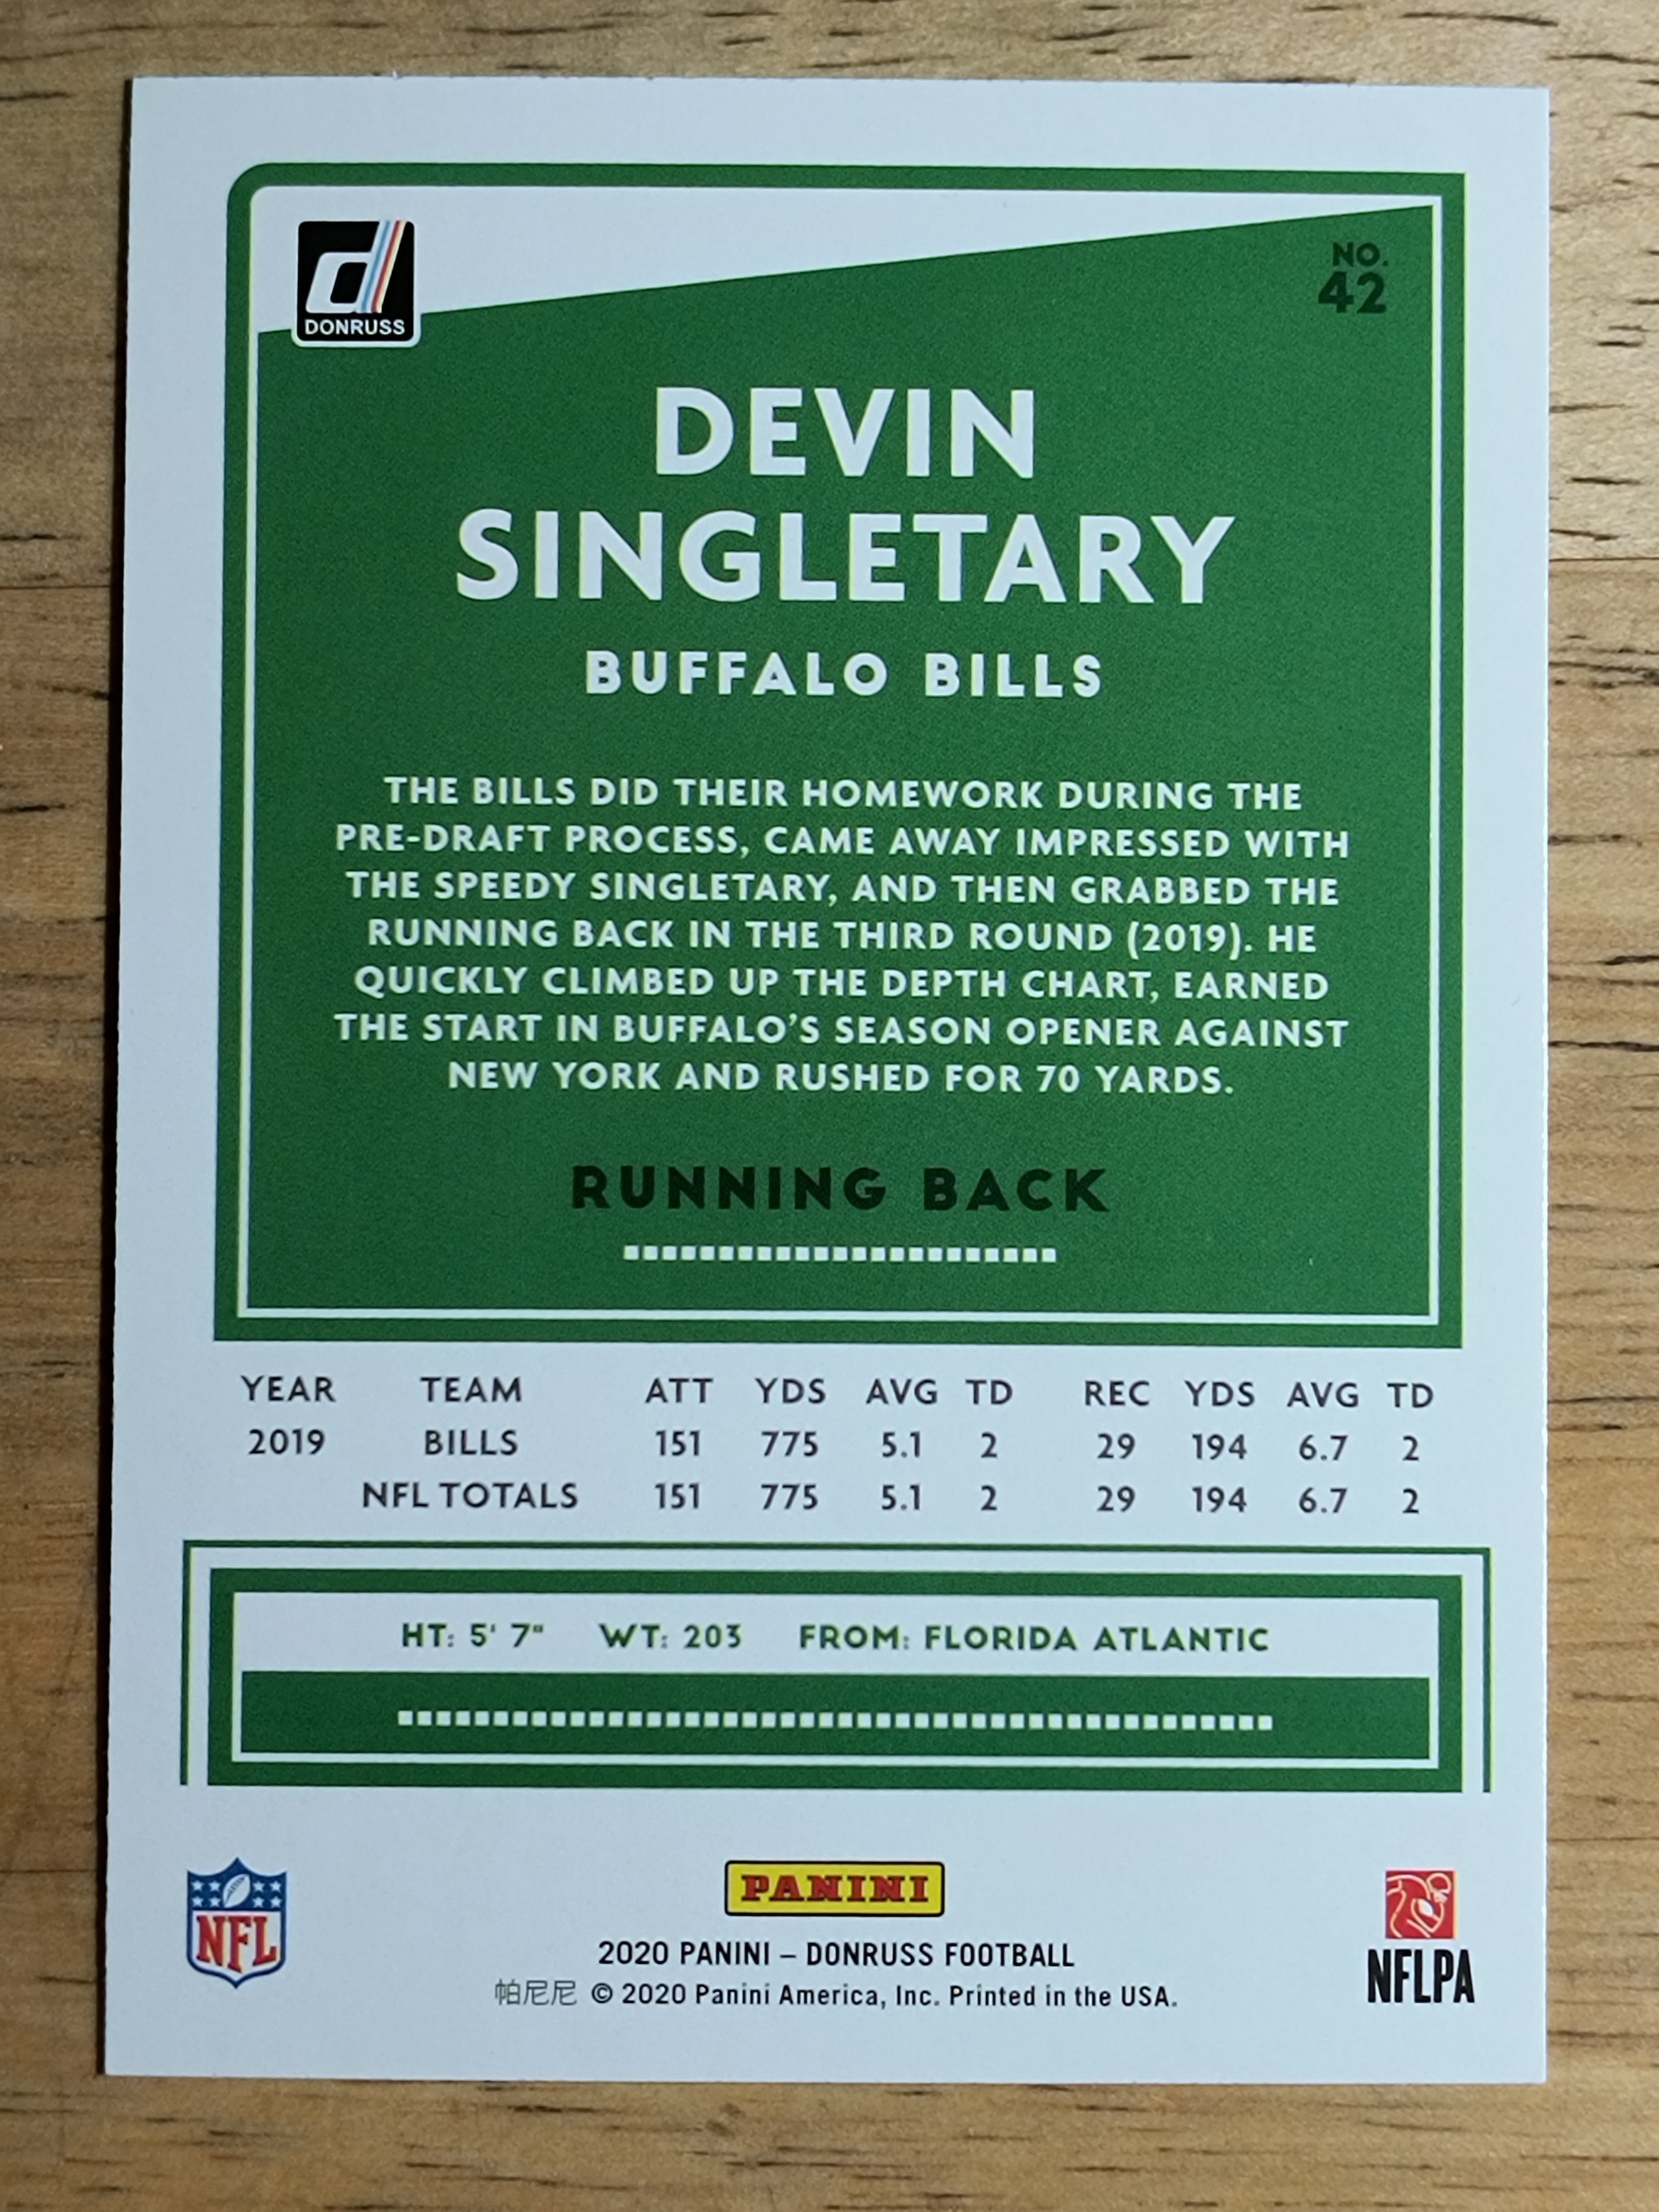 DONRUSS
NO.
42
DEVIN
SINGLETARY
BUFFALO BILLS
THE BILLS DID THEIR HOMEWORK DURING THE
PRE-DRAFT PROCESS, CAME AWAY IMPRESSED WITH
THE SPEEDY SINGLETARY, AND THEN GRABBED THE
RUNNING BACK IN THE THIRD ROUND (2019). HE
QUICKLY CLIMBED UP THE DEPTH CHART, EARNED
THE START IN BUFFALO’S SEASON OPENER AGAINST
NEW YORK AND RUSHED FOR 70 YARDS.
RUNNING BACK
YEAR TEAM ATT YDS AVG TD REC YDS AVG TD
2019 BILLS 151 775 5.1 2 29 194 6.7 2
NFL TOTALS 151 775 5.1 2 29 194 6.7 2
HT: 5' 7" WT: 203 FROM: FLORIDA ATLANTIC
NFL
PANINI
2020 PANINI – DONRUSS FOOTBALL
帕尼尼 © 2020 Panini America, Inc. Printed in the USA.
NFLPA